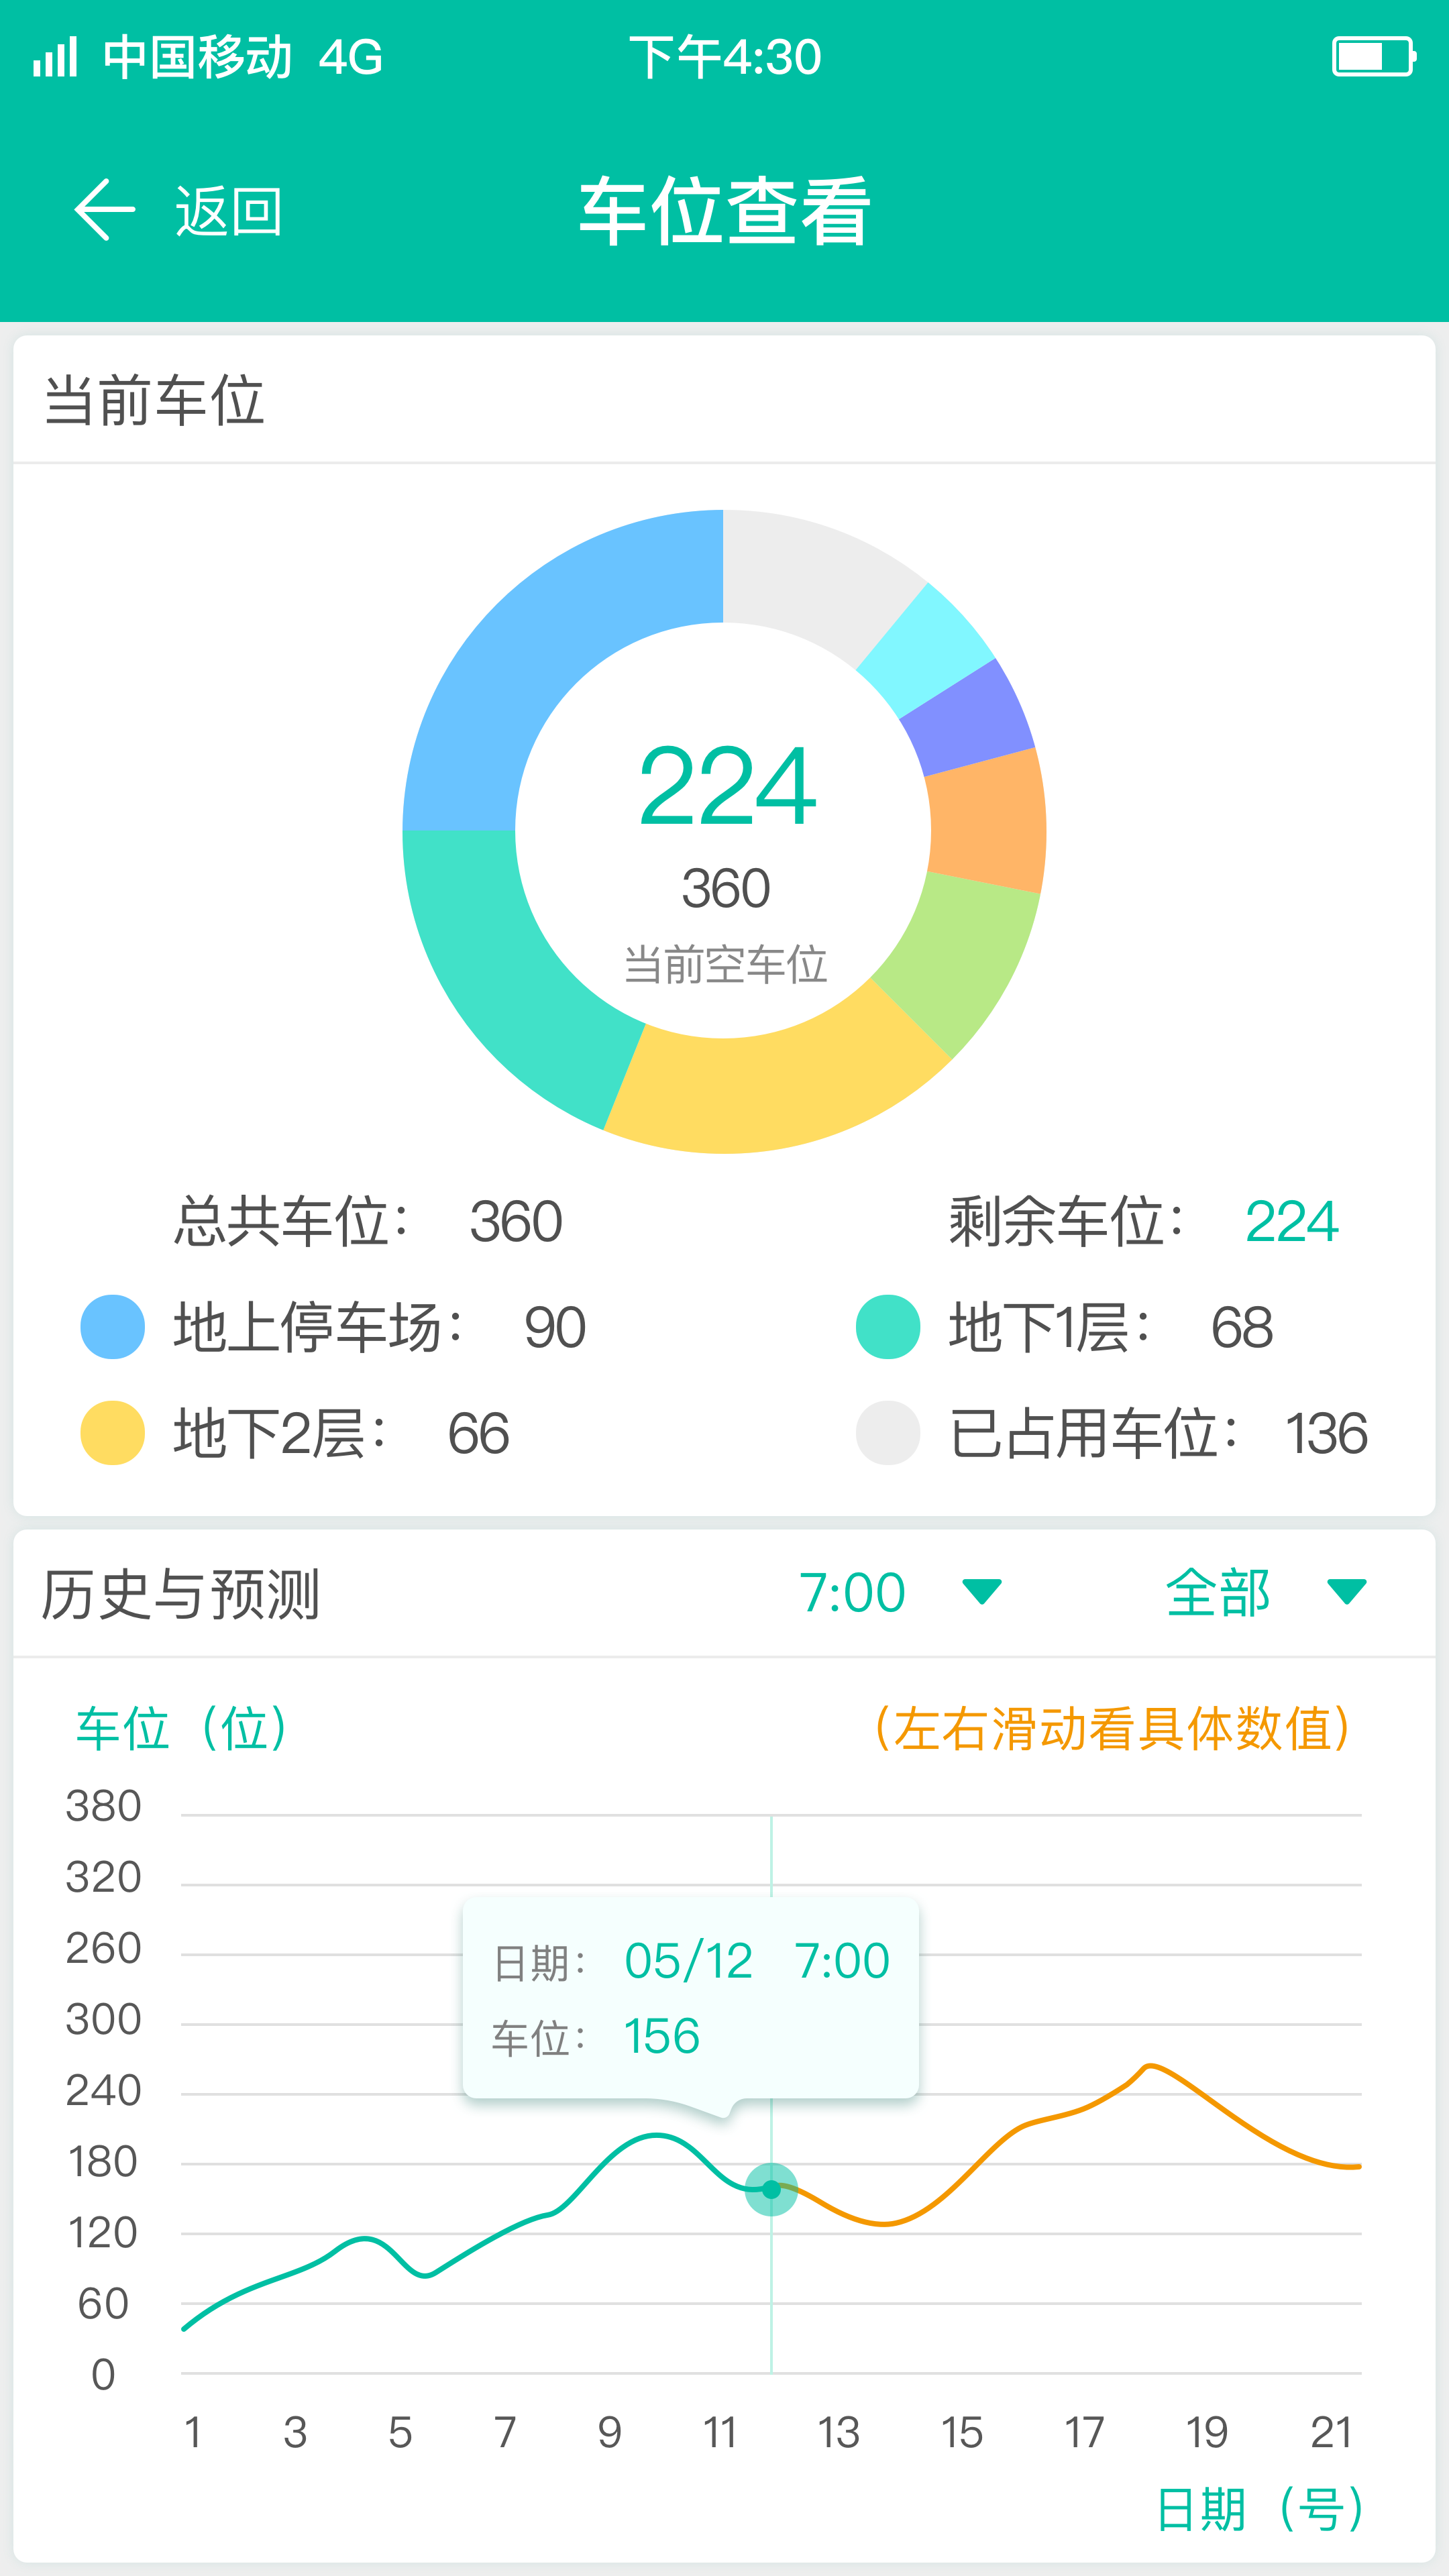 中国移动 4G 下午4:30
返回 车位查看
当前车位
224
360
当前空车位
总共车位： 360 剩余车位： 224
地上停车场： 90 地下1层： 68
地下2层： 66 已占用车位： 136
历史与预测 7:00 全部
车位（位） （左右滑动看具体数值）
380
320
260
300
240
180
120
60
0
日期： 05/12 7:00
车位： 156
1 3 5 7 9 11 13 15 17 19 21
日期（号）